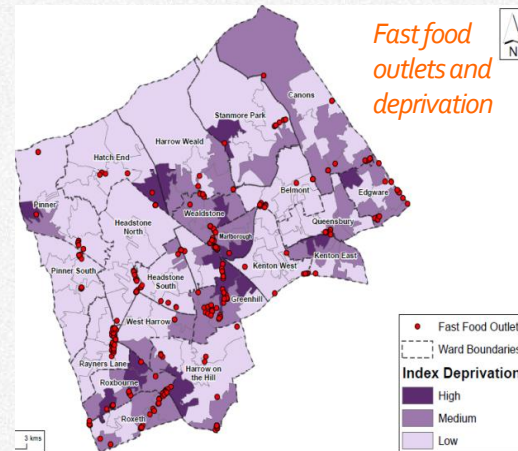 Fast food
outlets and
deprivation
N
Canons
Stanmore Park
Harrow Weald
Hatch End
Belmont
Edgware
Pinner
Wealdstone
Headstone
North
Queensbury
Marlborough
Kenton East
Pinner South
Kenton West
Headstone
South
Greenhill
West Harrow
Rayners Lane
Harrow on
the Hill
Roxbourne
Roxeth
3 kms
Fast Food Outlet
Ward Boundaries
Index Deprivation
High
Medium
Low